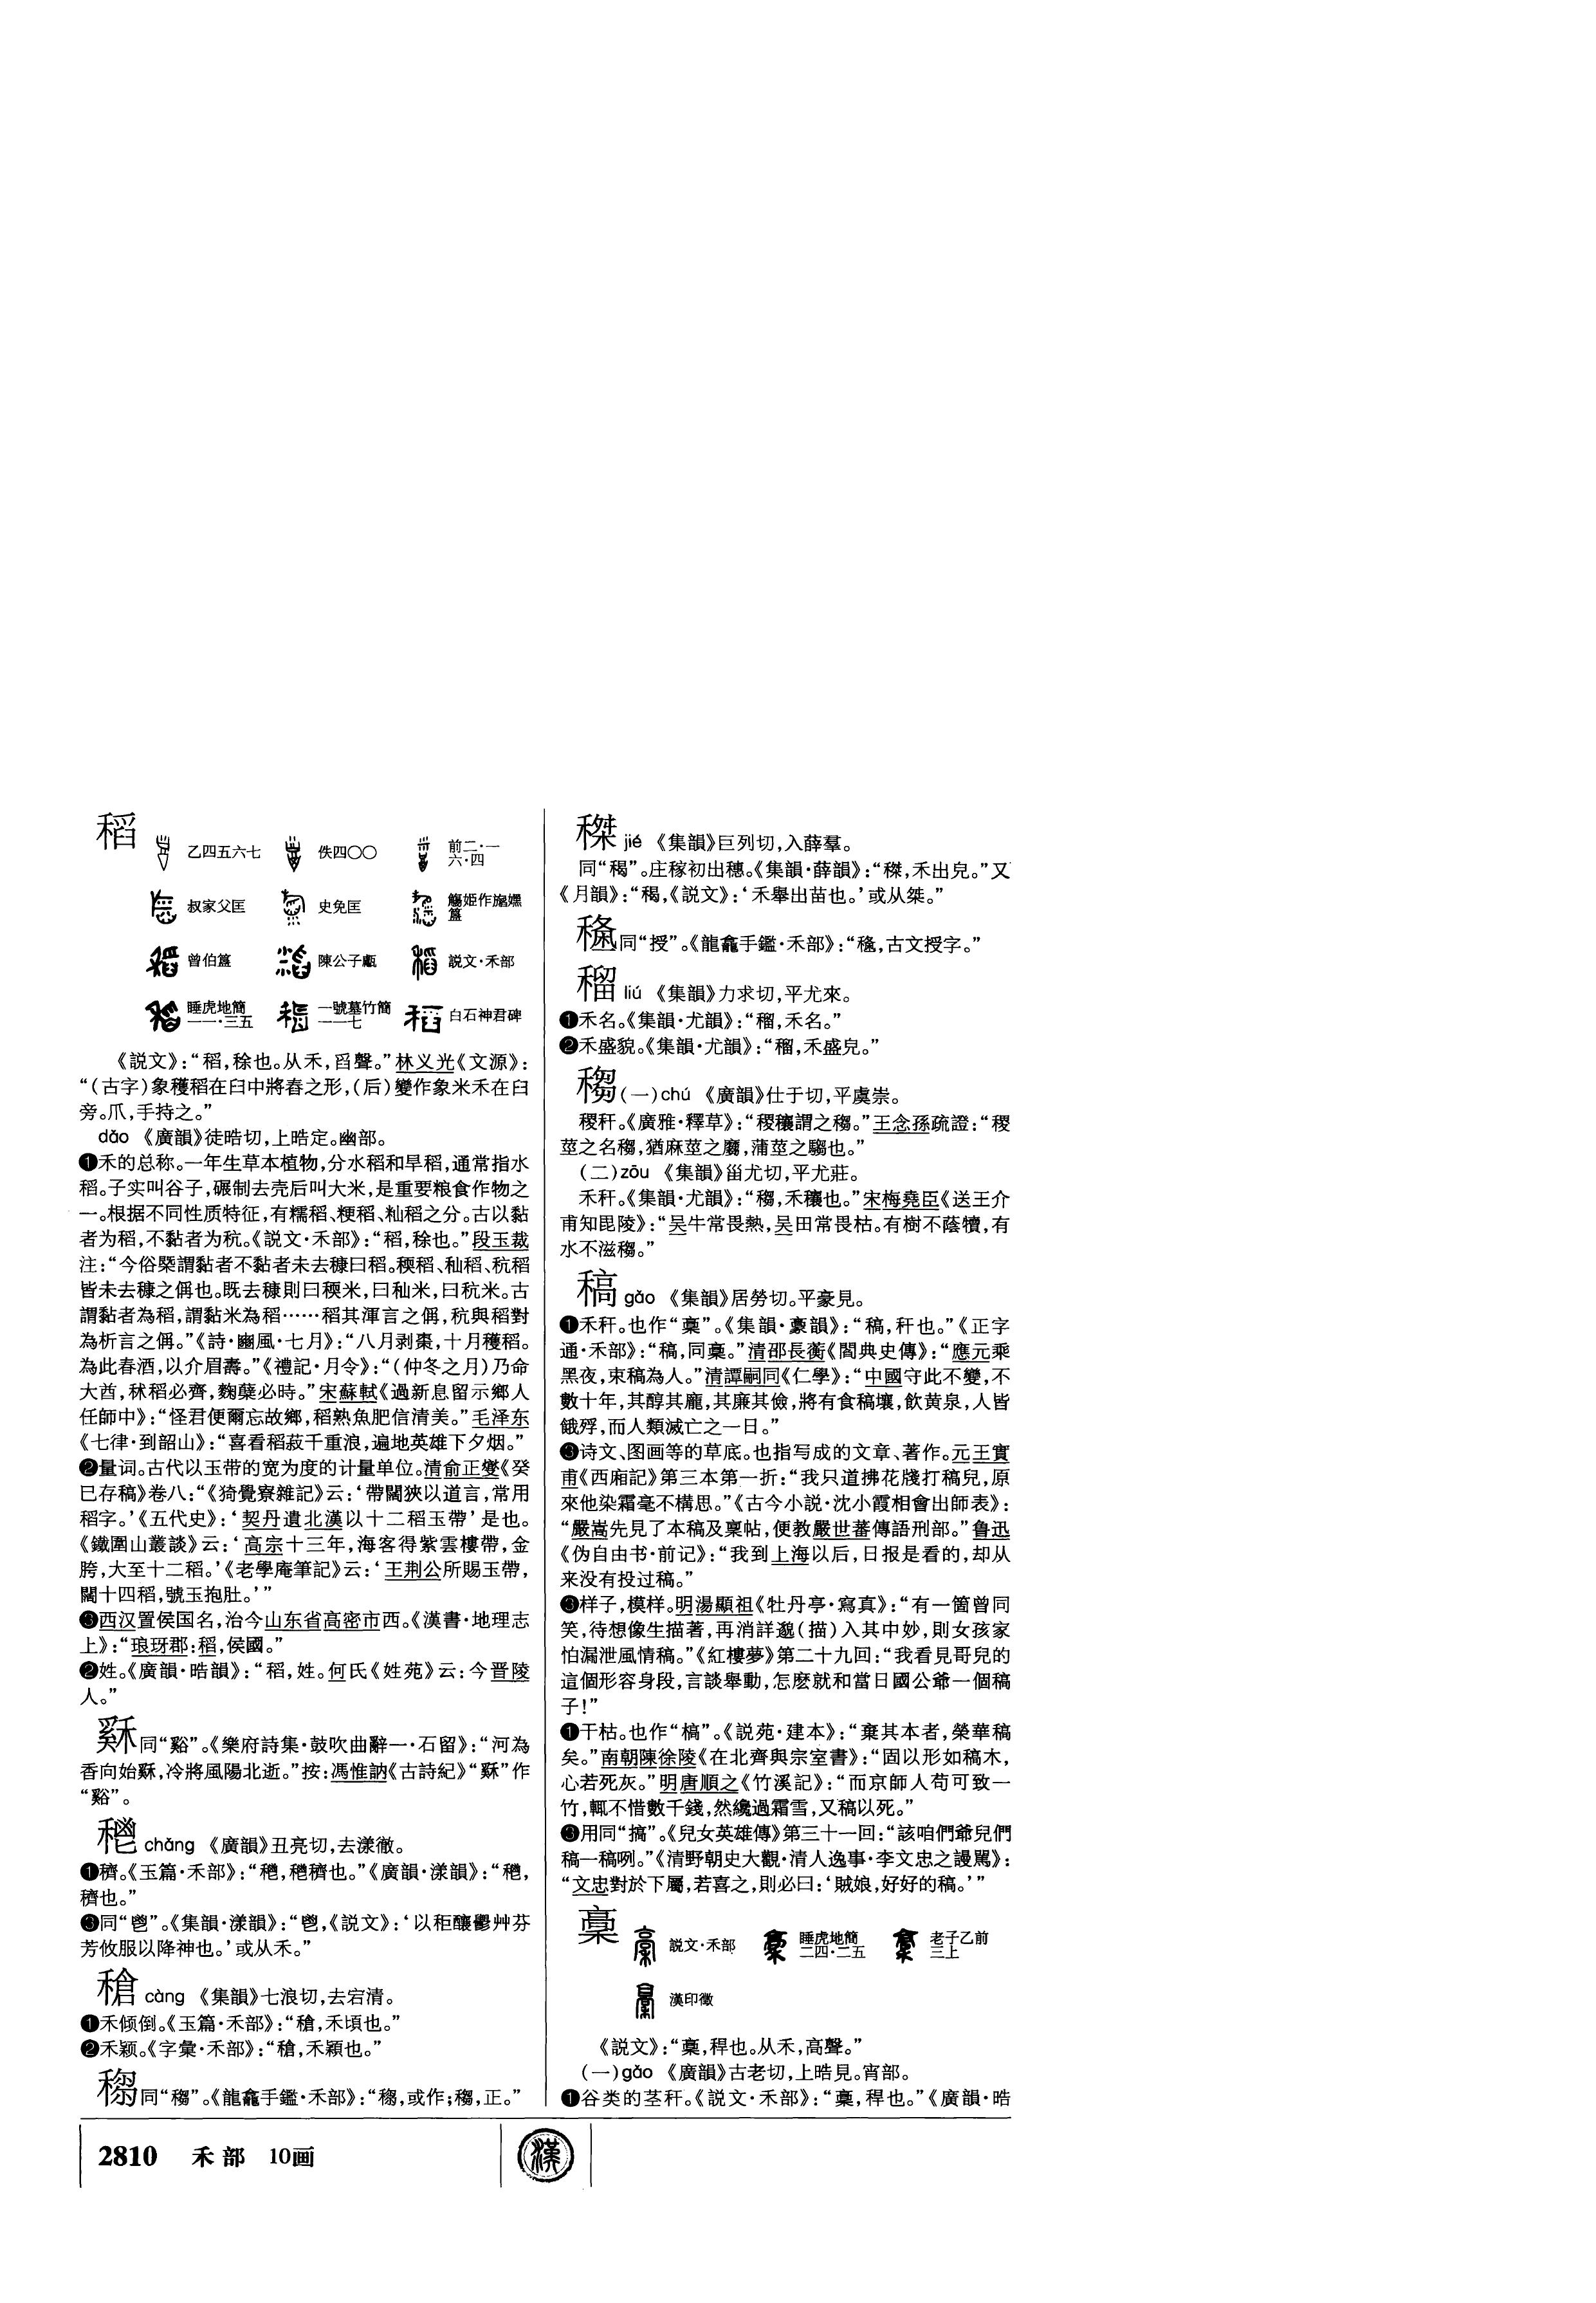 稻
乙四五六七 佚四〇〇 前二·一六·四
叔家父匡 史免匡
曾伯簠 陳公子甗 説文·禾部
睡虎地簡一一·三五 一號墓竹簡一一七 白石神君碑
《説文》：“稻，稌也。从禾，舀聲。”林义光《文源》：
“（古字）象穫稻在臼中將舂之形，（后）變作象米禾在臼
旁。爪，手持之。”
dǎo 《廣韻》徒晧切，上晧定。幽部。
❶禾的总称。一年生草本植物，分水稻和旱稻，通常指水
稻。子实叫谷子，碾制去壳后叫大米，是重要粮食作物之
一。根据不同性质特征，有糯稻、粳稻、籼稻之分。古以黏
者为稻，不黏者为秔。《説文·禾部》：“稻，稌也。”段玉裁
注：“今俗槩謂黏者不黏者未去穅曰稻。稬稻、秈稻、秔稻
皆未去穅之偁也。既去穅則曰稬米，曰秈米，曰秔米。古
謂黏者為稻，謂黏米為稻……稻其渾言之偁，秔與稻對
為析言之偁。”《詩·豳風·七月》：“八月剥棗，十月穫稻。
為此春酒，以介眉壽。”《禮記·月令》：“（仲冬之月）乃命
大酋，秫稻必齊，麴糵必時。”宋蘇軾《過新息留示鄉人
任師中》：“怪君便爾忘故鄉，稻熟魚肥信清美。”毛泽东
《七律·到韶山》：“喜看稻菽千重浪，遍地英雄下夕烟。”
❷量词。古代以玉带的宽为度的计量单位。清俞正燮《癸
巳存稿》卷八：“《猗覺寮雜記》云：‘帶闊狹以道言，常用
稻字。’《五代史》：‘契丹遺北漢以十二稻玉帶’是也。
《鐵圍山叢談》云：‘高宗十三年，海客得紫雲樓帶，金
胯，大至十二稻。’《老學庵筆記》云：‘王荆公所賜玉帶，
闊十四稻，號玉抱肚。’”
❸西汉置侯国名，治今山东省高密市西。《漢書·地理志
上》：“琅玡郡：稻，侯國。”
❷姓。《廣韻·晧韻》：“稻，姓。何氏《姓苑》云：今晋陵
人。”
同“谿”。《樂府詩集·鼓吹曲辭一·石留》：“河為
香向始，冷將風陽北逝。”按：馮惟訥《古詩紀》作
“谿”。
chàng 《廣韻》丑亮切，去漾徹。
❶穧。《玉篇·禾部》：“穧也。”《廣韻·漾韻》：“
穧也。”
❸同“鬯”。《集韻·漾韻》：“鬯，《説文》：‘以秬釀鬱艸芬
芳攸服以降神也。’或从禾。”
䅮 càng 《集韻》七浪切，去宕清。
❶禾倾倒。《玉篇·禾部》：“䅮，禾頃也。”
❷禾颖。《字彙·禾部》：“䅮，禾穎也。”
同“䅳”。《龍龕手鑑·禾部》：“或作；䅳，正。”
榤 jié 《集韻》巨列切，入薛羣。
同“䅥”。庄稼初出穗。《集韻·薛韻》：“禾出皃。”又
《月韻》：“《説文》：‘禾舉出苗也。’或从桀。”
同“授”。《龍龕手鑑·禾部》：“古文授字。”
䅹 liú 《集韻》力求切，平尤來。
❶禾名。《集韻·尤韻》：“䅹，禾名。”
❷禾盛貌。《集韻·尤韻》：“䅹，禾盛皃。”
䅳（一）chú 《廣韻》仕于切，平虞崇。
稷秆。《廣雅·釋草》：“稷穰謂之䅳。”王念孫疏證：“稷
莖之名䅳，猶麻莖之黀，蒲莖之騶也。”
（二）zōu 《集韻》甾尤切，平尤莊。
禾秆。《集韻·尤韻》：“䅳，禾穰也。”宋梅堯臣《送王介
甫知毘陵》：“吴牛常畏熱，吴田常畏枯。有樹不蔭犢，有
水不滋䅳。”
稿 gǎo 《集韻》居勞切。平豪見。
❶禾秆。也作“稾”。《集韻·豪韻》：“稿，秆也。”《正字
通·禾部》：“稿，同稾。”清邵長蘅《閻典史傳》：“應元乘
黑夜，束稿為人。”清譚嗣同《仁學》：“中國守此不變，不
數十年，其醇其龐，其廉其儉，將有食稿壤，飲黄泉，人皆
餓殍，而人類滅亡之一日。”
❸诗文、图画等的草底。也指写成的文章、著作。元王實
甫《西廂記》第三本第一折：“我只道拂花牋打稿兒，原
來他染霜毫不構思。”《古今小説·沈小霞相會出師表》：
“嚴嵩先見了本稿及稟帖，便教嚴世蕃傳語刑部。”鲁迅
《伪自由书·前记》：“我到上海以后，日报是看的，却从
来没有投过稿。”
❸样子，模样。明湯顯祖《牡丹亭·寫真》：“有一箇曾同
笑，待想像生描著，再消詳邈（描）入其中妙，則女孩家
怕漏泄風情稿。”《紅樓夢》第二十九回：“我看見哥兒的
這個形容身段，言談舉動，怎麽就和當日國公爺一個稿
子！”
❶干枯。也作“槁”。《説苑·建本》：“棄其本者，榮華稿
矣。”南朝陳徐陵《在北齊與宗室書》：“固以形如稿木，
心若死灰。”明唐順之《竹溪記》：“而京師人苟可致一
竹，輒不惜數千錢，然纔過霜雪，又稿以死。”
❸用同“搞”。《兒女英雄傳》第三十一回：“該咱們爺兒們
稿一稿咧。”《清野朝史大觀·清人逸事·李文忠之謾駡》：
“文忠對於下屬，若喜之，則必曰：‘賊娘，好好的稿。’”
稾
説文·禾部 睡虎地簡二四·二五 老子乙前三上
漢印徵
《説文》：“稾，稈也。从禾，高聲。”
（一）gǎo 《廣韻》古老切，上晧見。宵部。
❶谷类的茎秆。《説文·禾部》：“稾，稈也。”《廣韻·晧
2810 禾部 10画
漢